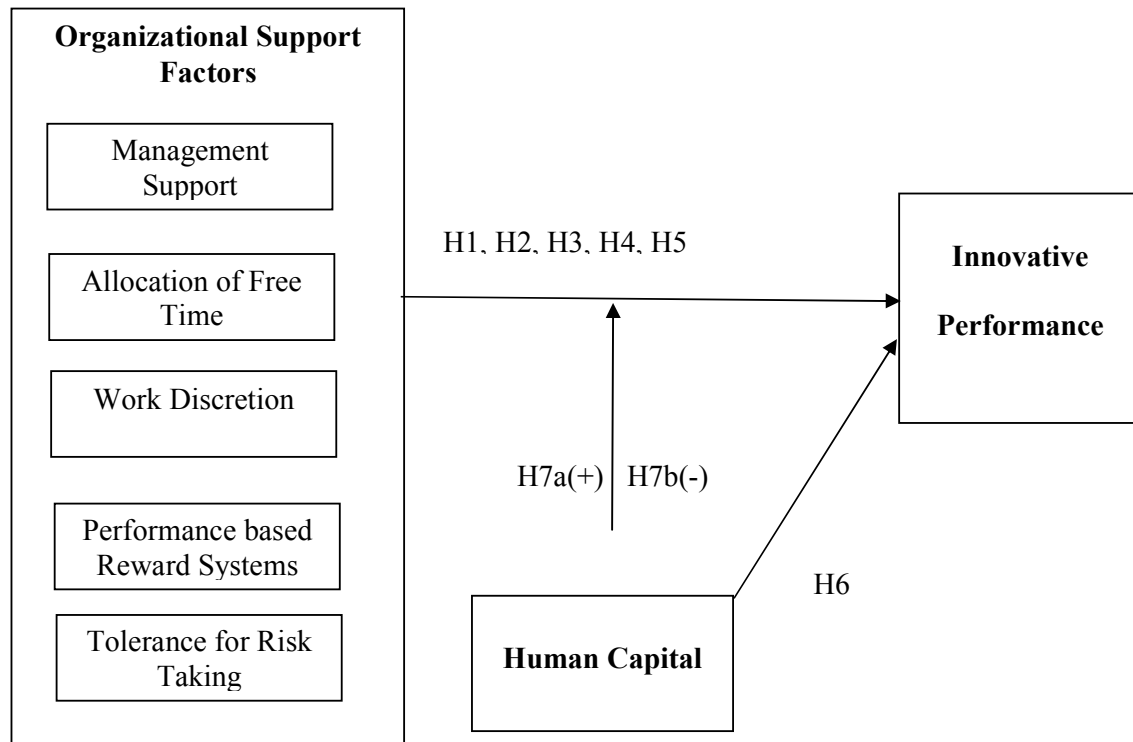 Organizational Support
Factors
Management
Support
Allocation of Free
Time
Work Discretion
Performance based
Reward Systems
Tolerance for Risk
Taking
H1, H2, H3, H4, H5
Innovative
Performance
H7a(+) H7b(-)
H6
Human Capital